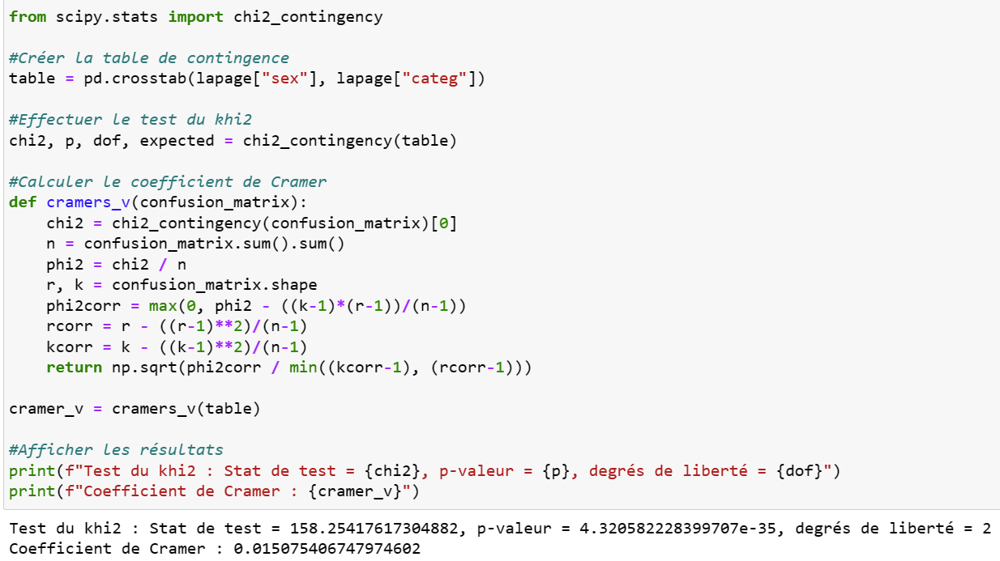 from scipy.stats import chi2_contingency
#Créer la table de contingence
table = pd.crosstab(lapage["sex"], lapage["categ"])
#Effectuer le test du khi2
chi2, p, dof, expected = chi2_contingency(table)
#Calculer le coefficient de Cramer
def cramers_v(confusion_matrix):
    chi2 = chi2_contingency(confusion_matrix)[0]
    n = confusion_matrix.sum().sum()
    phi2 = chi2 / n
    r, k = confusion_matrix.shape
    phi2corr = max(0, phi2 - ((k-1)*(r-1))/(n-1))
    rcorr = r - ((r-1)**2)/(n-1)
    kcorr = k - ((k-1)**2)/(n-1)
    return np.sqrt(phi2corr / min((kcorr-1), (rcorr-1)))
cramer_v = cramers_v(table)
#Afficher les résultats
print(f"Test du khi2 : Stat de test = {chi2}, p-valeur = {p}, degrés de liberté = {dof}")
print(f"Coefficient de Cramer : {cramer_v}")
Test du khi2 : Stat de test = 158.25417617304882, p-valeur = 4.320582228399707e-35, degrés de liberté = 2
Coefficient de Cramer : 0.015075406747974602